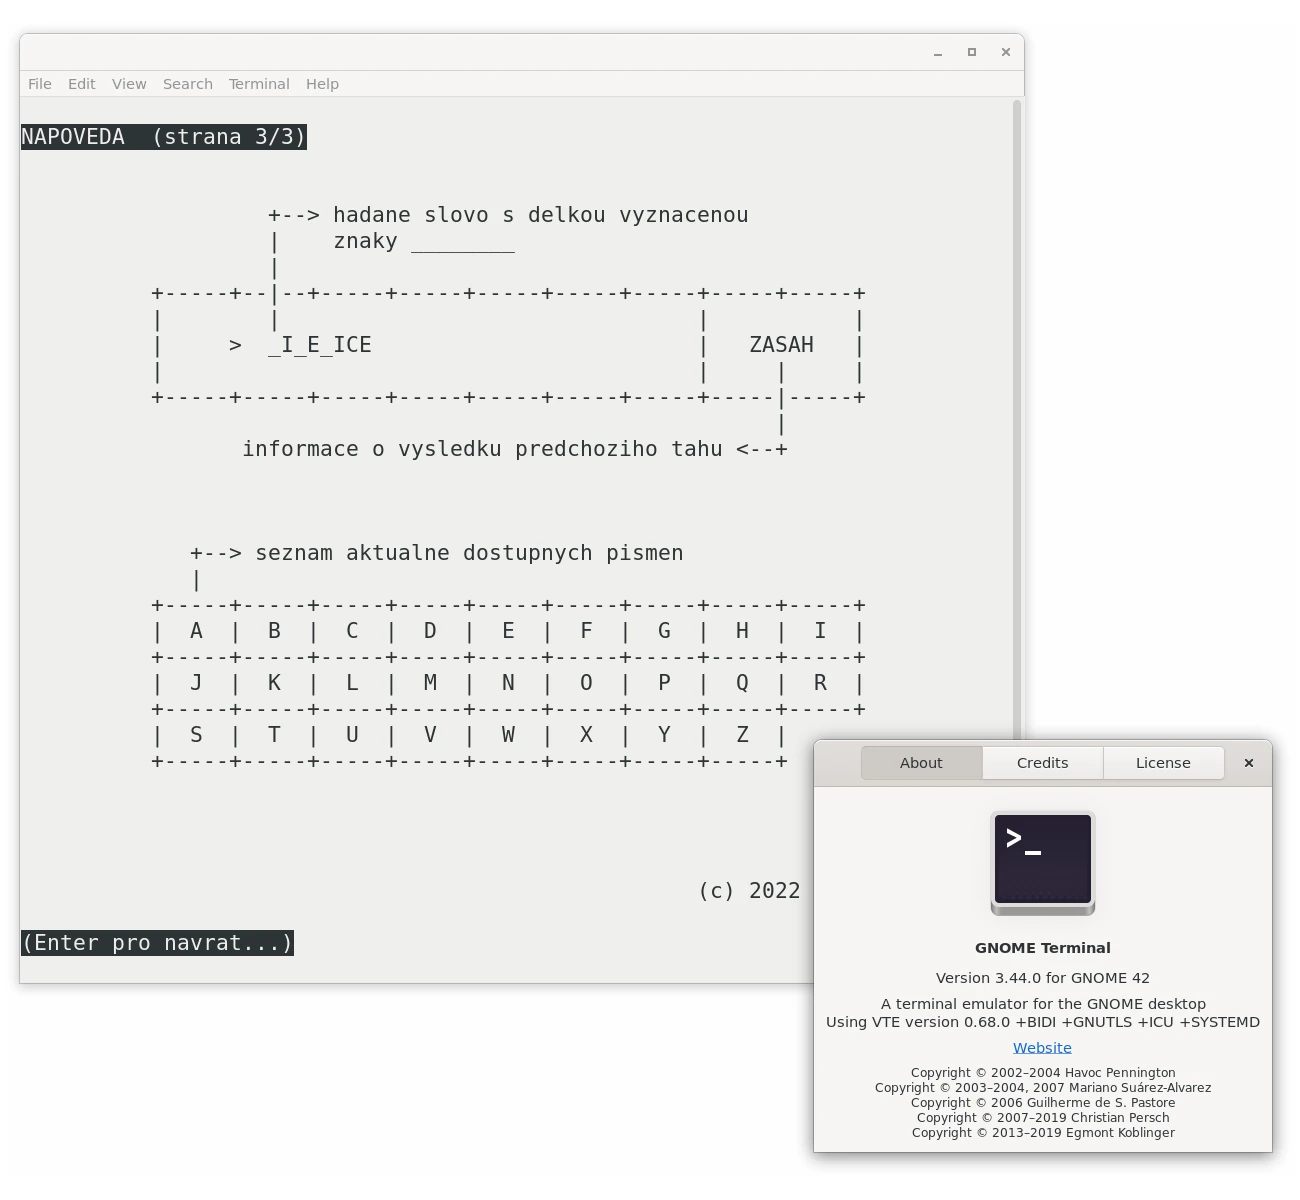 File Edit View Search Terminal Help
NAPOVEDA  (strana 3/3)
                   +--> hadane slovo s delkou vyznacenou
                   |    znaky ________
                   |
          +-----+--|--+-----+-----+-----+-----+-----+-----+-----+
          |        |                                |           |
          |     >  _I_E_ICE                         |   ZASAH   |
          |                                         |     |     |
          +-----+-----+-----+-----+-----+-----+-----+-----|-----+
                                                          |
                 informace o vysledku predchoziho tahu <--+
             +--> seznam aktualne dostupnych pismen
             |
          +-----+-----+-----+-----+-----+-----+-----+-----+-----+
          |  A  |  B  |  C  |  D  |  E  |  F  |  G  |  H  |  I  |
          +-----+-----+-----+-----+-----+-----+-----+-----+-----+
          |  J  |  K  |  L  |  M  |  N  |  O  |  P  |  Q  |  R  |
          +-----+-----+-----+-----+-----+-----+-----+-----+-----+
          |  S  |  T  |  U  |  V  |  W  |  X  |  Y  |  Z  |
          +-----+-----+-----+-----+-----+-----+-----+-----+
(c) 2022
(Enter pro navrat...)
About Credits License
>_
GNOME Terminal
Version 3.44.0 for GNOME 42
A terminal emulator for the GNOME desktop
Using VTE version 0.68.0 +BIDI +GNUTLS +ICU +SYSTEMD
Website
Copyright © 2002–2004 Havoc Pennington
Copyright © 2003–2004, 2007 Mariano Suárez-Alvarez
Copyright © 2006 Guilherme de S. Pastore
Copyright © 2007–2019 Christian Persch
Copyright © 2013–2019 Egmont Koblinger